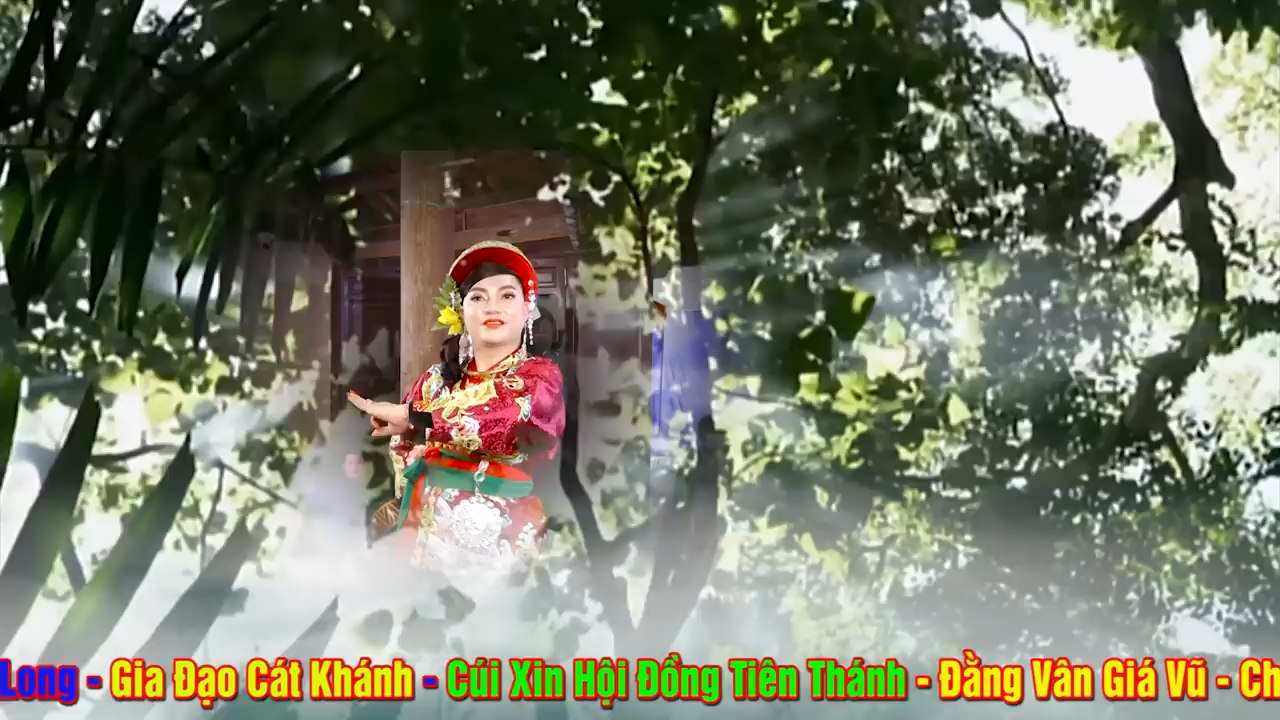 Long - Gia Đạo Cát Khánh - Cúi Xin Hội Đồng Tiên Thánh - Đằng Vân Giá Vũ - Ch